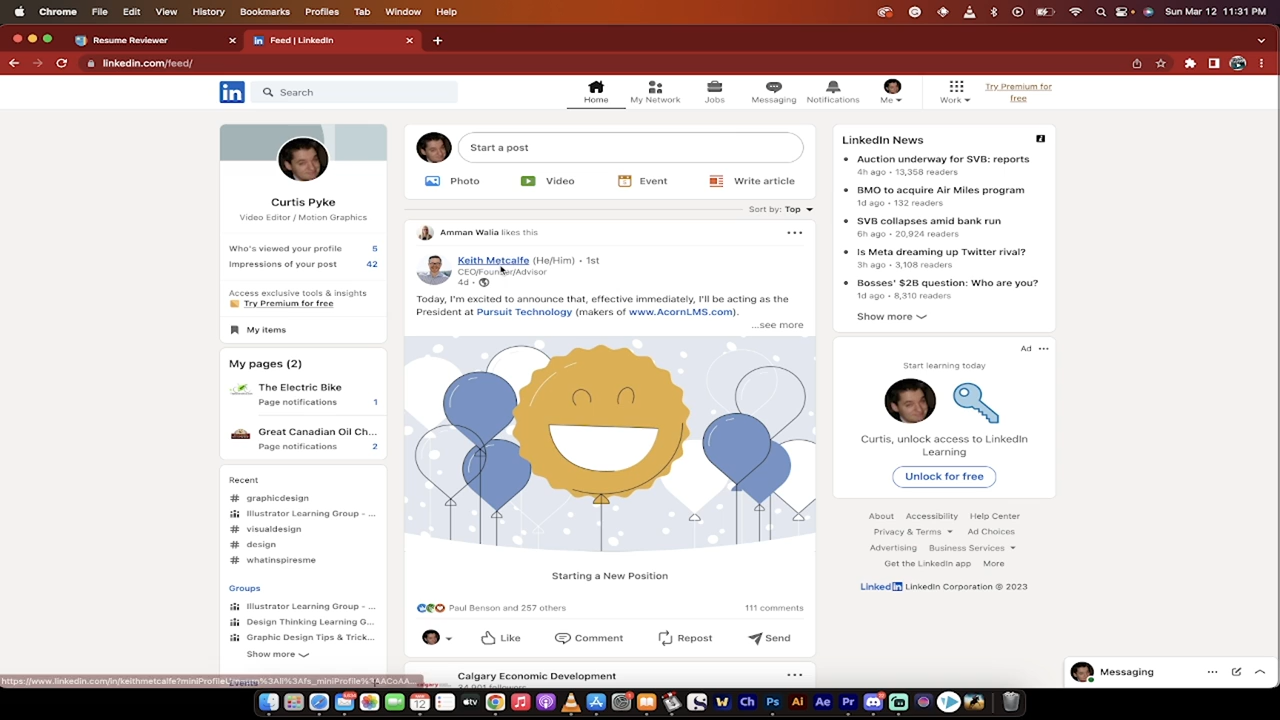 Chrome File Edit View History Bookmarks Profiles Tab Window Help Sun Mar 12 11:31 PM
Resume Reviewer Feed | LinkedIn
linkedin.com/feed/
Search Home My Network Jobs Messaging Notifications Me Work Try Premium for
free
Curtis Pyke
Video Editor / Motion Graphics
Who's viewed your profile 5
Impressions of your post 42
Access exclusive tools & insights
Try Premium for free
My items
My pages (2)
The Electric Bike
Page notifications 1
Great Canadian Oil Ch...
Page notifications 2
Recent
# graphicdesign
Illustrator Learning Group - ...
# visualdesign
# design
# whatinspiresme
Groups
Illustrator Learning Group - ...
Design Thinking Learning G...
Graphic Design Tips & Trick...
Show more
Start a post
Photo Video Event Write article
Sort by: Top
Amman Walia likes this
Keith Metcalfe (He/Him) • 1st
CEO/Founder/Advisor
4d •
Today, I'm excited to announce that, effective immediately, I'll be acting as the
President at Pursuit Technology (makers of www.AcornLMS.com).
...see more
Starting a New Position
Paul Benson and 257 others 111 comments
Like Comment Repost Send
Calgary Economic Development
34,901 followers
LinkedIn News
Auction underway for SVB: reports
4h ago • 13,358 readers
BMO to acquire Air Miles program
1d ago • 132 readers
SVB collapses amid bank run
6h ago • 20,924 readers
Is Meta dreaming up Twitter rival?
3h ago • 3,108 readers
Bosses' $2B question: Who are you?
1d ago • 8,310 readers
Show more
Ad
Start learning today
Curtis, unlock access to LinkedIn
Learning
Unlock for free
About Accessibility Help Center
Privacy & Terms Ad Choices
Advertising Business Services
Get the LinkedIn app More
LinkedIn LinkedIn Corporation © 2023
Messaging